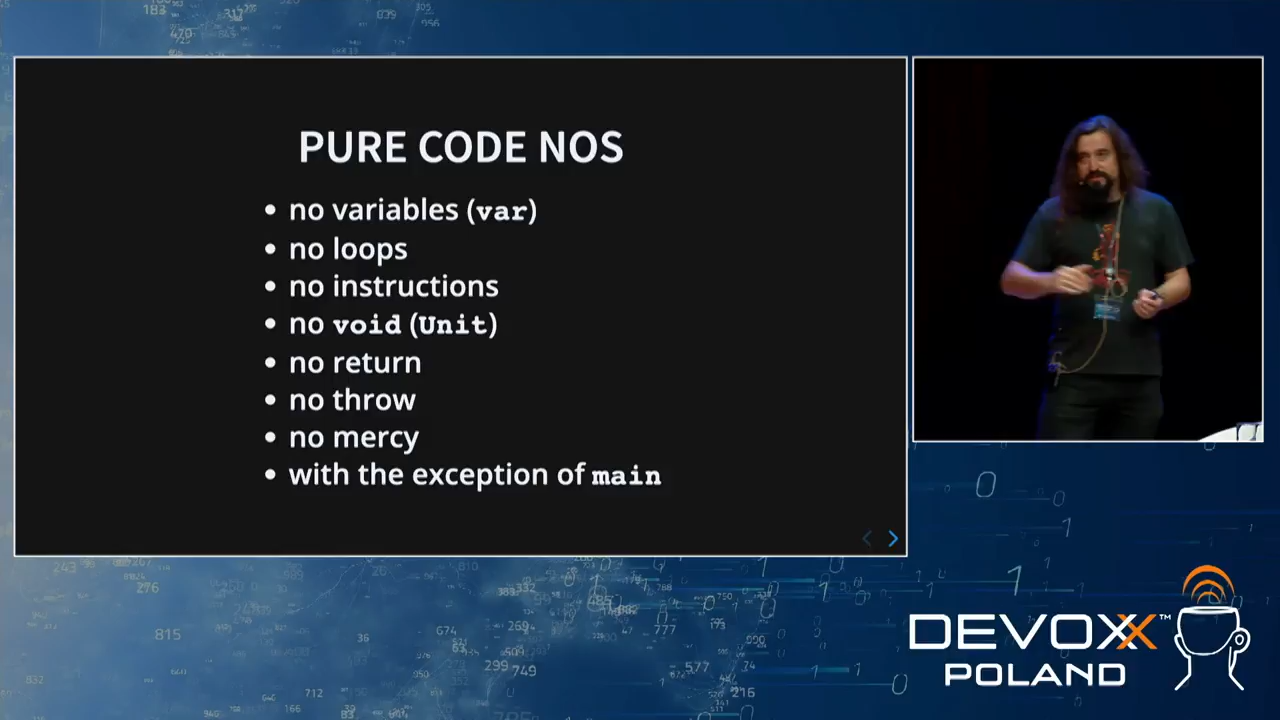 PURE CODE NOS
• no variables (var)
• no loops
• no instructions
• no void (Unit)
• no return
• no throw
• no mercy
• with the exception of main
DEVOXX™
POLAND